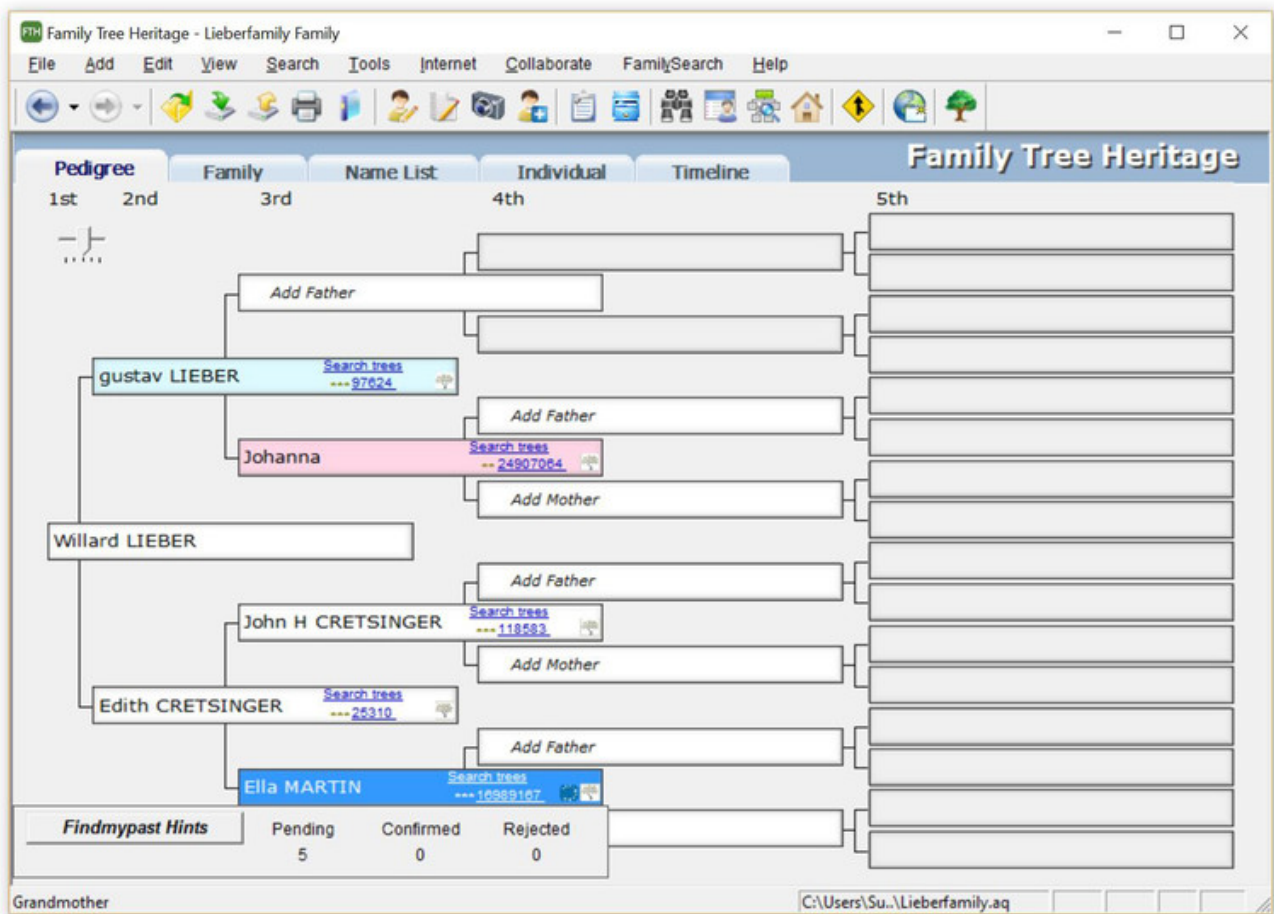 FTH Family Tree Heritage - Lieberfamily Family
File Add Edit View Search Tools Internet Collaborate FamilySearch Help
Pedigree Family Name List Individual Timeline
Family Tree Heritage
1st 2nd 3rd 4th 5th
Add Father
gustav LIEBER
Search trees
97624
Add Father
Johanna
Search trees
24907064
Add Mother
Willard LIEBER
Add Father
John H CRETSINGER
Search trees
118583
Add Mother
Edith CRETSINGER
Search trees
25310
Add Father
Ella MARTIN
Search trees
16989167
Findmypast Hints Pending Confirmed Rejected
5 0 0
Grandmother
C:\Users\Su..\Lieberfamily.aq